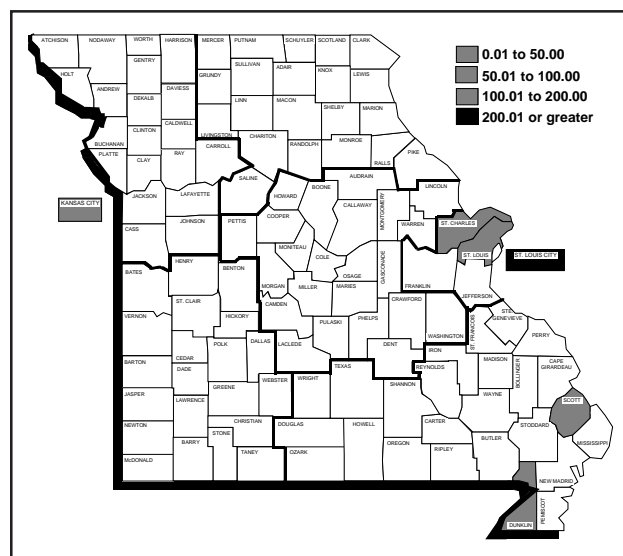 ATCHISON
NODAWAY
WORTH
HARRISON
MERCER
PUTNAM
SCHUYLER
SCOTLAND
CLARK
0.01 to 50.00
50.01 to 100.00
100.01 to 200.00
200.01 or greater
GENTRY
SULLIVAN
ADAIR
KNOX
LEWIS
HOLT
GRUNDY
ANDREW
DEKALB
DAVIESS
LINN
MACON
SHELBY
MARION
CALDWELL
CLINTON
LIVINGSTON
CHARITON
RANDOLPH
MONROE
RALLS
PIKE
BUCHANAN
PLATTE
CLAY
RAY
CARROLL
SALINE
AUDRAIN
LINCOLN
KANSAS CITY
JACKSON
LAFAYETTE
HOWARD
BOONE
CALLAWAY
MONTGOMERY
WARREN
ST. CHARLES
CASS
JOHNSON
PETTIS
COOPER
MONITEAU
COLE
OSAGE
GASCONADE
ST. LOUIS
ST. LOUIS CITY
BATES
HENRY
BENTON
MORGAN
MILLER
MARIES
FRANKLIN
JEFFERSON
ST. CLAIR
CAMDEN
CRAWFORD
WASHINGTON
ST. FRANCOIS
STE.
GENEVIEVE
VERNON
HICKORY
PULASKI
PHELPS
PERRY
CEDAR
POLK
DALLAS
LACLEDE
DENT
IRON
BARTON
DADE
TEXAS
REYNOLDS
MADISON
BOLLINGER
CAPE
GIRARDEAU
JASPER
LAWRENCE
GREENE
WEBSTER
WRIGHT
SHANNON
WAYNE
SCOTT
NEWTON
CHRISTIAN
DOUGLAS
HOWELL
CARTER
STODDARD
MISSISSIPPI
BARRY
STONE
TANEY
OZARK
OREGON
RIPLEY
BUTLER
McDONALD
NEW MADRID
DUNKLIN
PEMISCOT